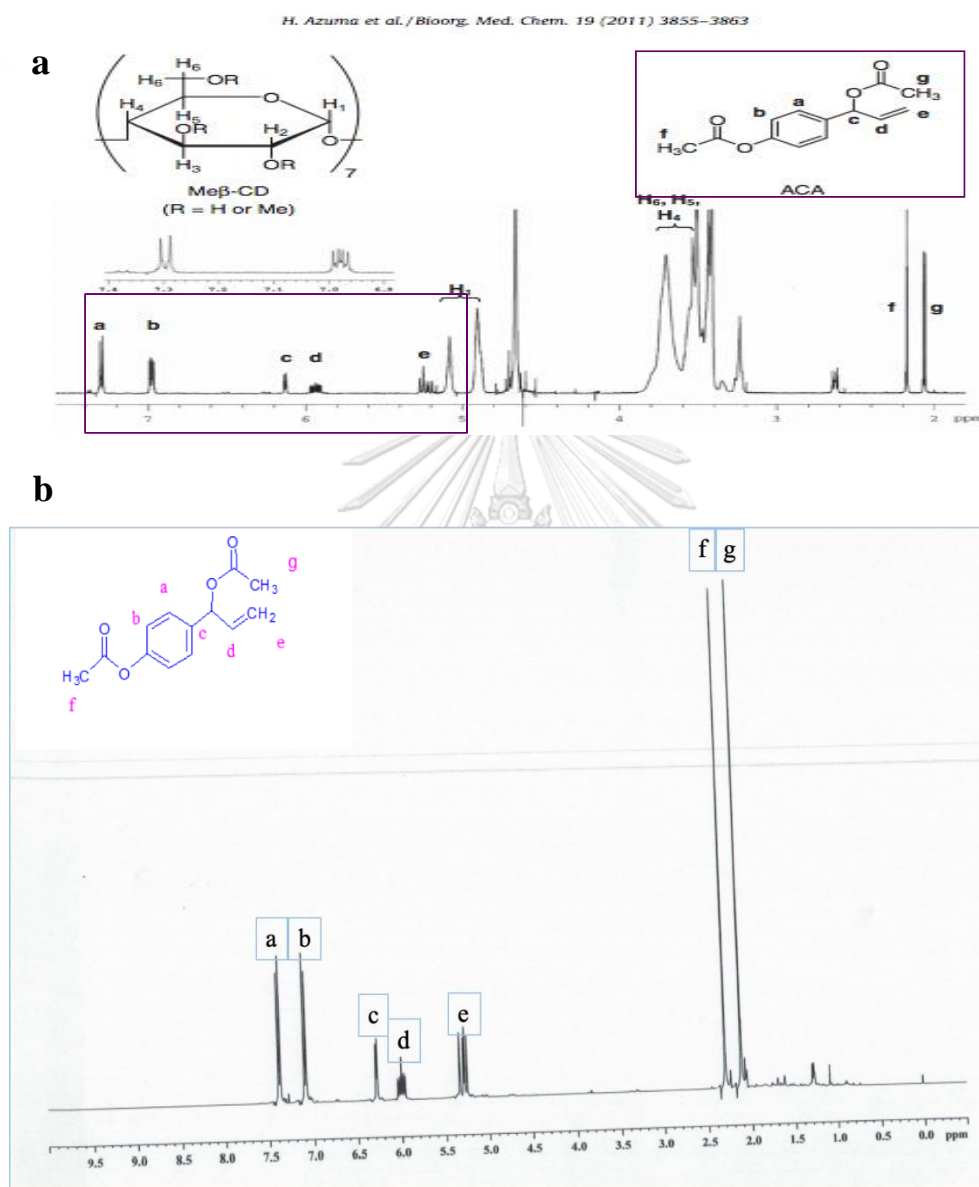 H. Azuma et al./Bioorg. Med. Chem. 19 (2011) 3855–3863
a
H₆
H₆ OR
H₄ O H₁
H₅
OR H₂
O
H₃ OR
7
Meβ-CD
(R = H or Me)
O g
O CH₃
b a
c e
f O d
H₃C O
ACA
H₆, H₅,
H₄
H₁
a b c d e f g
7 6 5 4 3 2 ppm
b
f g
O
g
O CH₃
a
b CH₂
O c d e
H₃C O
f
a b
c
d
e
9.5 9.0 8.5 8.0 7.5 7.0 6.5 6.0 5.5 5.0 4.5 4.0 3.5 3.0 2.5 2.0 1.5 1.0 0.5 0.0 ppm